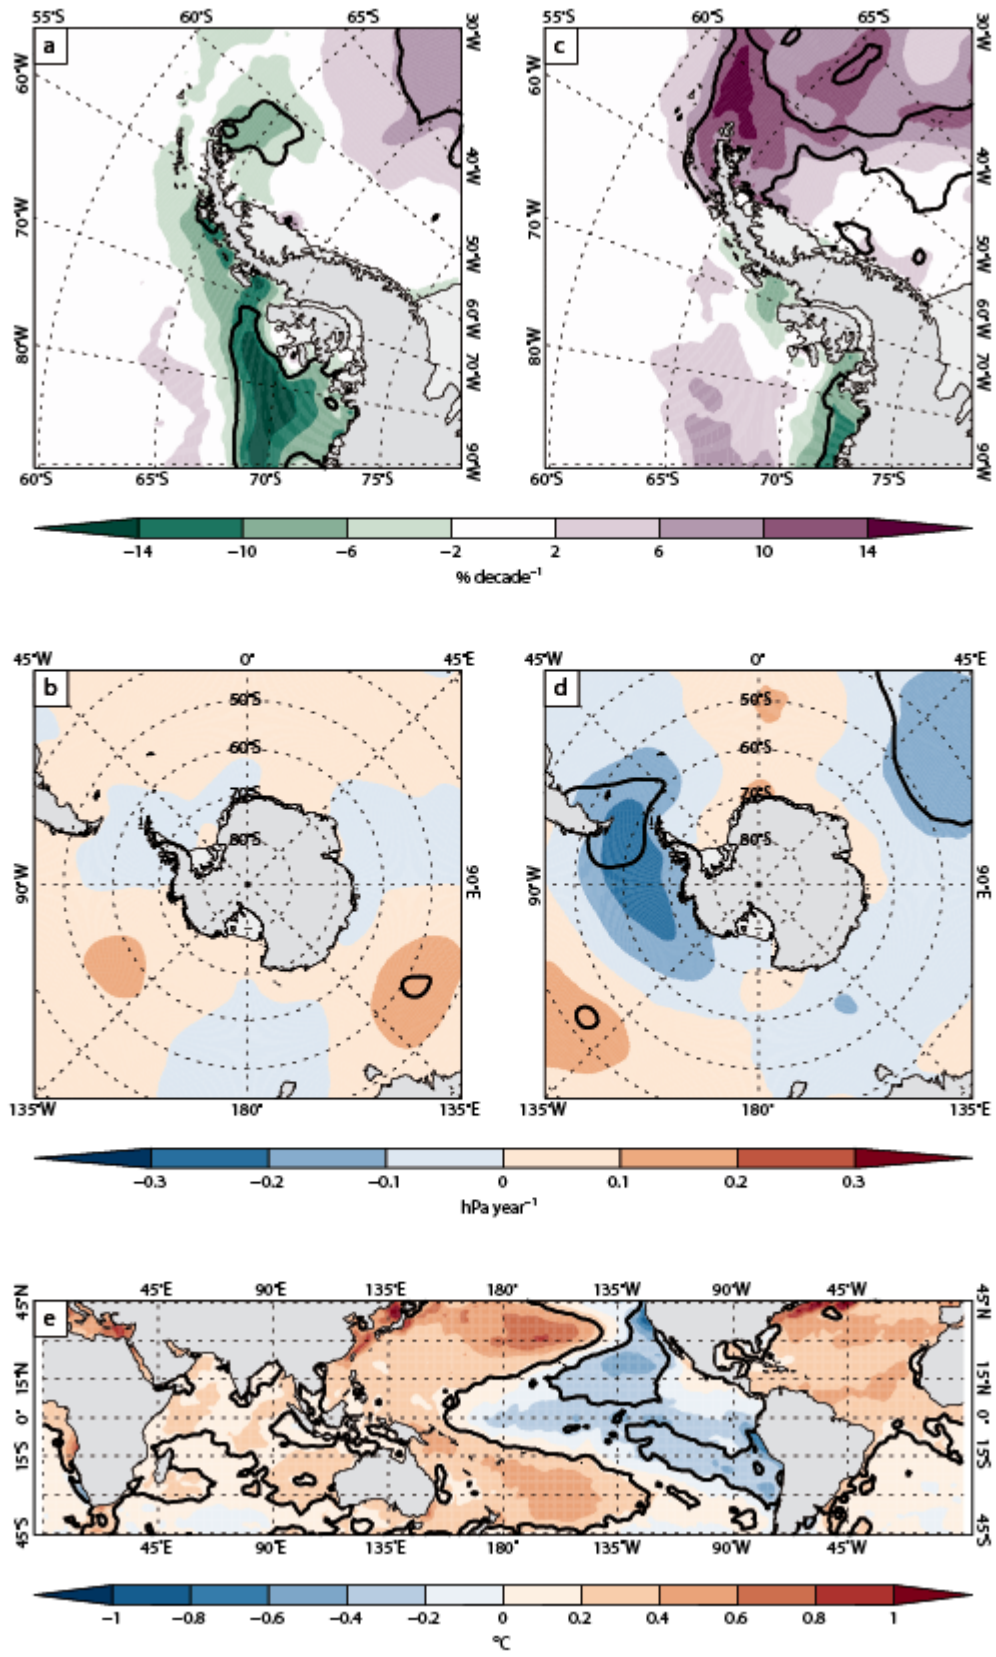 55°S 60°S 65°S 30°W
a
60°W 70°W 80°W
40°W 50°W 60°W 70°W 90°W
60°S 65°S 70°S 75°S
55°S 60°S 65°S 30°W
c
60°W 70°W 80°W
40°W 50°W 60°W 70°W 90°W
60°S 65°S 70°S 75°S
−14 −10 −6 −2 2 6 10 14
% decade⁻¹
45°W 0° 45°E
b
50°S
60°S
70°S
80°S
90°W 90°E
135°W 180° 135°E
45°W 0° 45°E
d
50°S
60°S
70°S
80°S
90°W 90°E
135°W 180° 135°E
−0.3 −0.2 −0.1 0 0.1 0.2 0.3
hPa year⁻¹
45°E 90°E 135°E 180° 135°W 90°W 45°W
e
45°N 15°N 0° 15°S 45°S
45°N 15°N 0° 15°S 45°S
45°E 90°E 135°E 180° 135°W 90°W 45°W
−1 −0.8 −0.6 −0.4 −0.2 0 0.2 0.4 0.6 0.8 1
°C